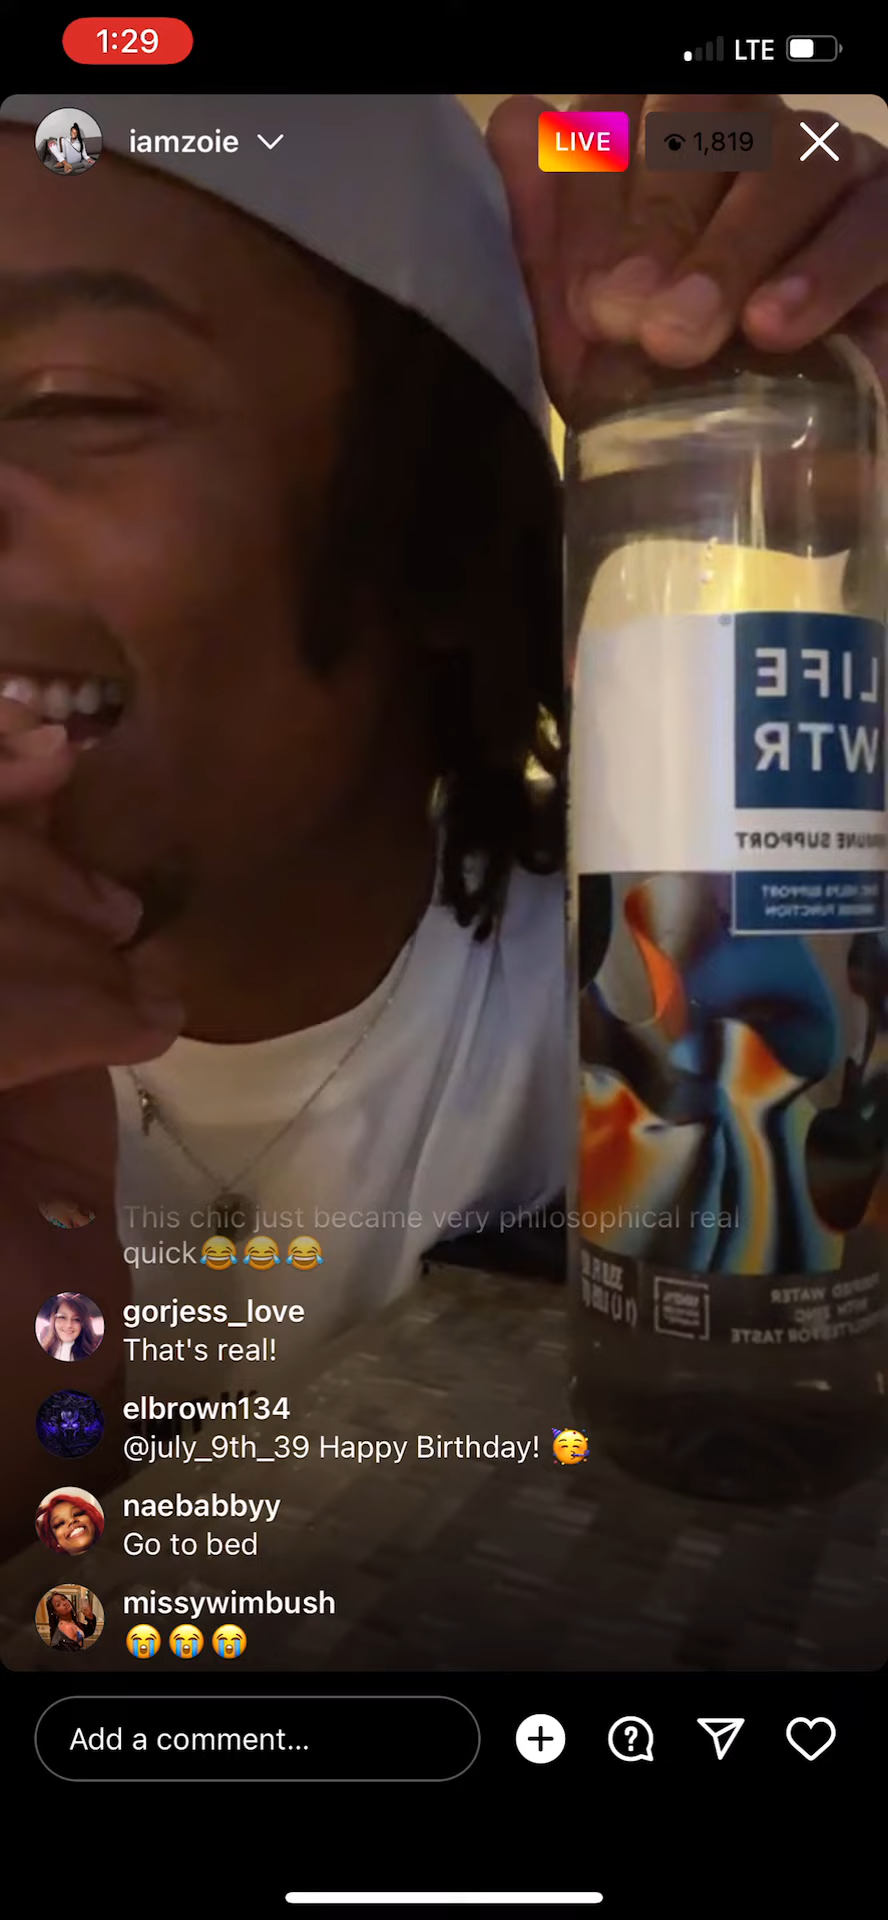 1:29
LTE
iamzoie
LIVE
1,819
LIFE
WTR
SUPPORT
This chic just became very philosophical real
quick😂😂😂
gorjess_love
That's real!
elbrown134
@july_9th_39 Happy Birthday! 🥳
naebabbyy
Go to bed
missywimbush
😭😭😭
Add a comment...